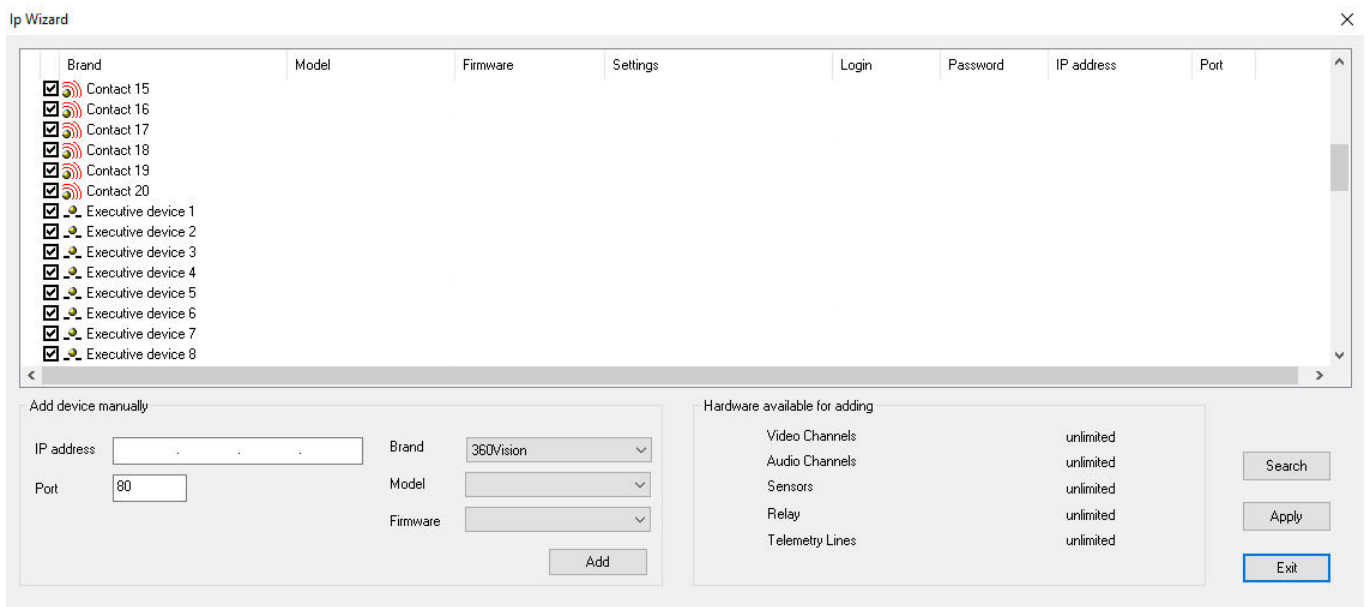 Ip Wizard
Brand Model Firmware Settings Login Password IP address Port
Contact 15
Contact 16
Contact 17
Contact 18
Contact 19
Contact 20
Executive device 1
Executive device 2
Executive device 3
Executive device 4
Executive device 5
Executive device 6
Executive device 7
Executive device 8
Add device manually
IP address . . .
Port 80
Brand 360Vision
Model
Firmware
Add
Hardware available for adding
Video Channels unlimited
Audio Channels unlimited
Sensors unlimited
Relay unlimited
Telemetry Lines unlimited
Search
Apply
Exit